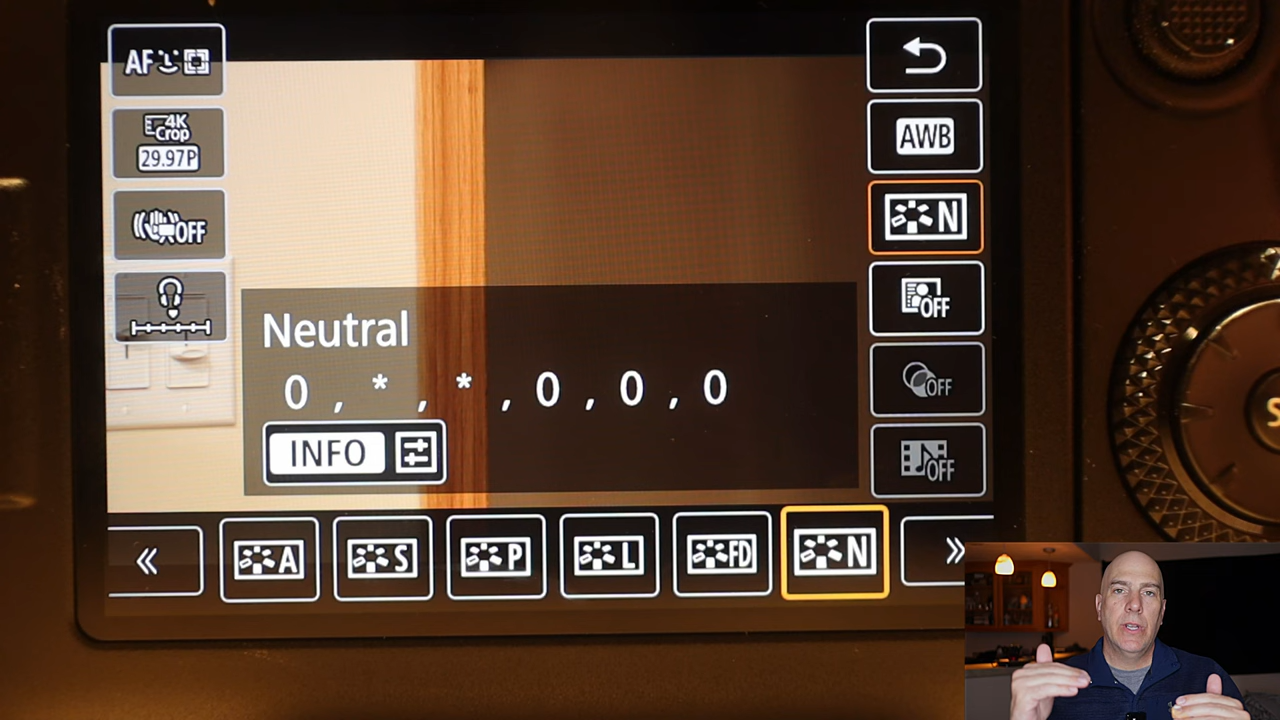 AF
4K
Crop
29.97P
OFF
AWB
N
OFF
OFF
OFF
Neutral
0 , * , * , 0 , 0 , 0
INFO
« A S P L FD N »
S